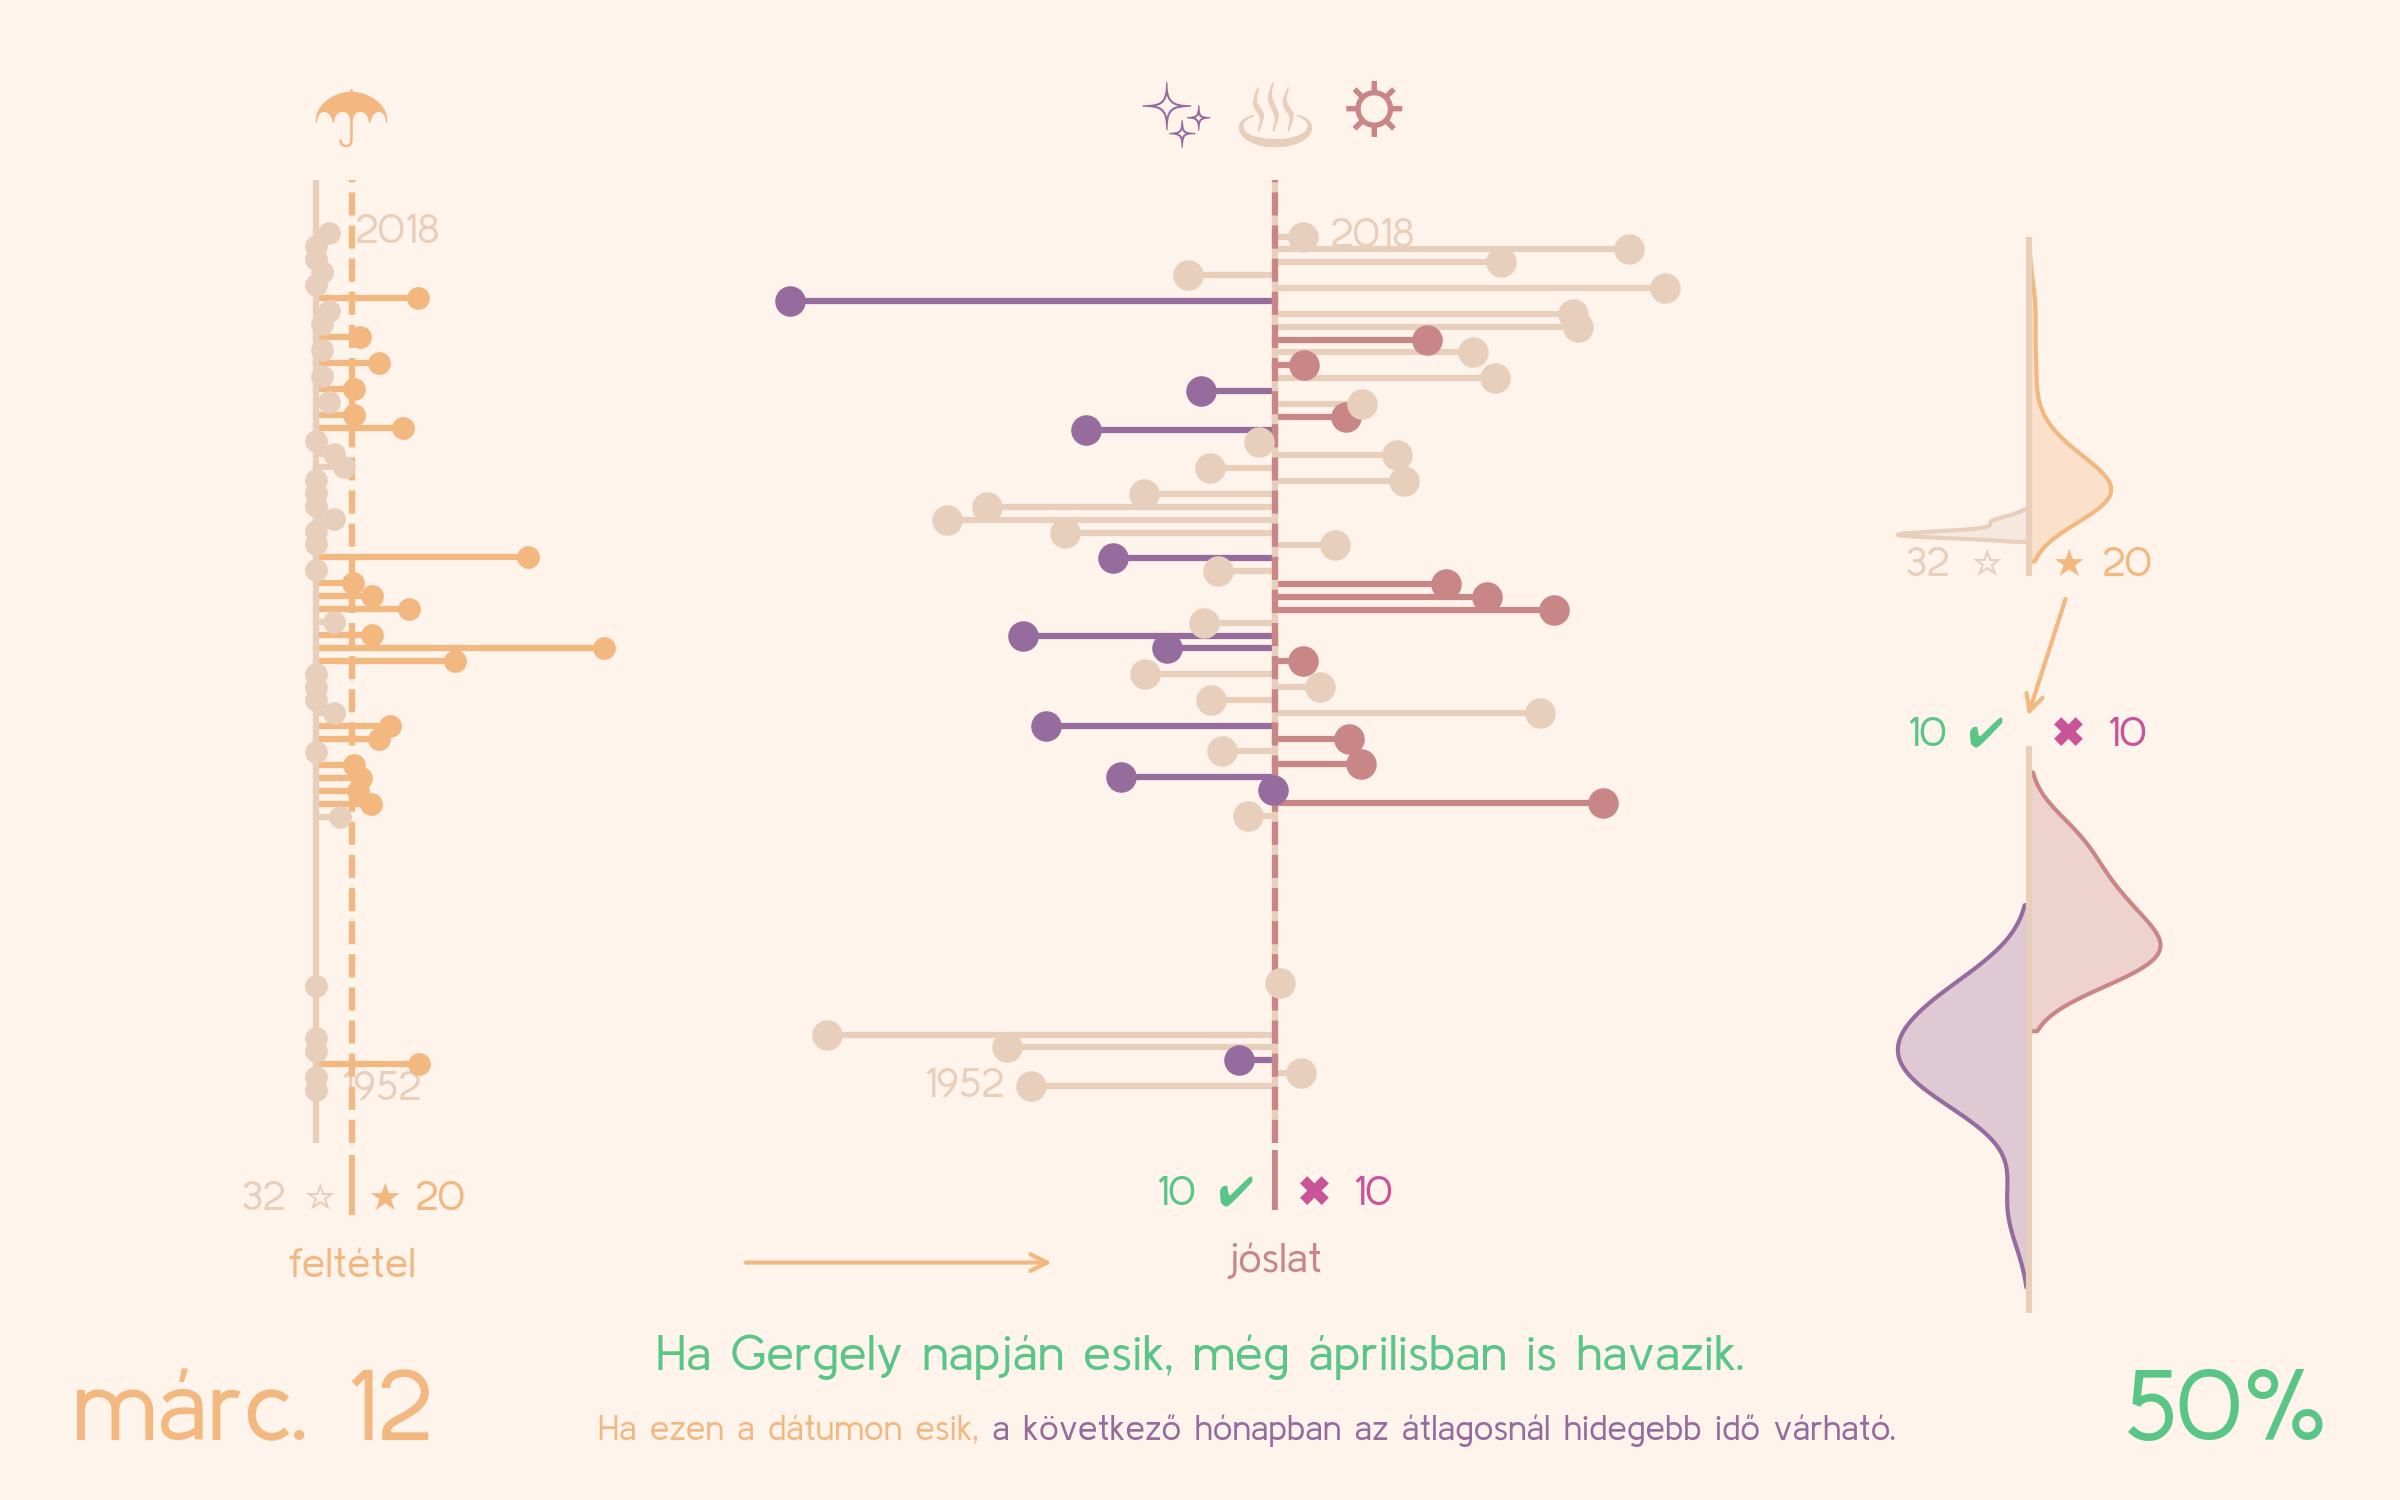 2018
2018
32 ☆ ★ 20
10 ✔ ✖ 10
1952
1952
32 ☆ ★ 20
10 ✔ ✖ 10
feltétel
jóslat
Ha Gergely napján esik, még áprilisban is havazik.
márc. 12
Ha ezen a dátumon esik, a következő hónapban az átlagosnál hidegebb idő várható.
50%